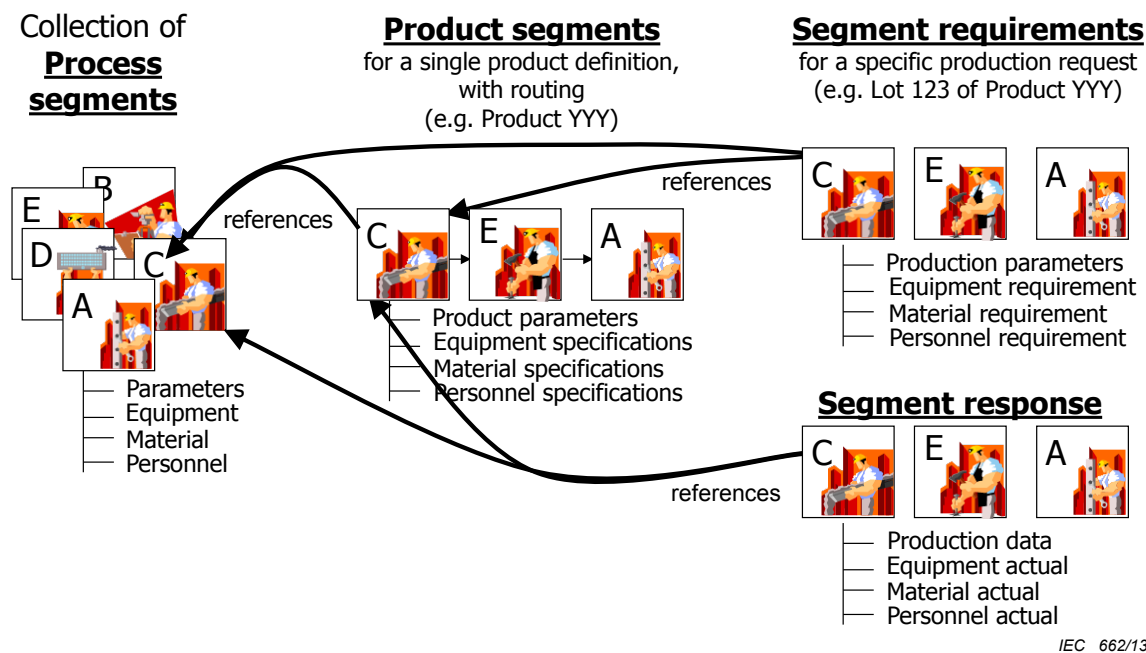 Collection of
Process
segments
B
E
D
C
A
Parameters
Equipment
Material
Personnel
references
Product segments
for a single product definition,
with routing
(e.g. Product YYY)
C
E
A
Product parameters
Equipment specifications
Material specifications
Personnel specifications
references
Segment requirements
for a specific production request
(e.g. Lot 123 of Product YYY)
C
E
A
Production parameters
Equipment requirement
Material requirement
Personnel requirement
Segment response
references
C
E
A
Production data
Equipment actual
Material actual
Personnel actual
IEC 662/13